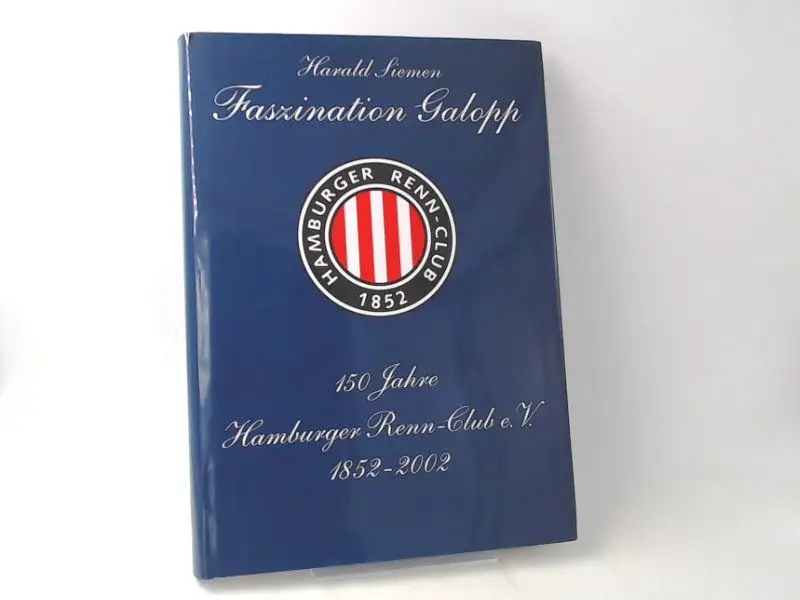 Harald Siemen
Faszination Galopp
HAMBURGER RENN-CLUB
1852
150 Jahre
Hamburger Renn-Club e.V.
1852-2002